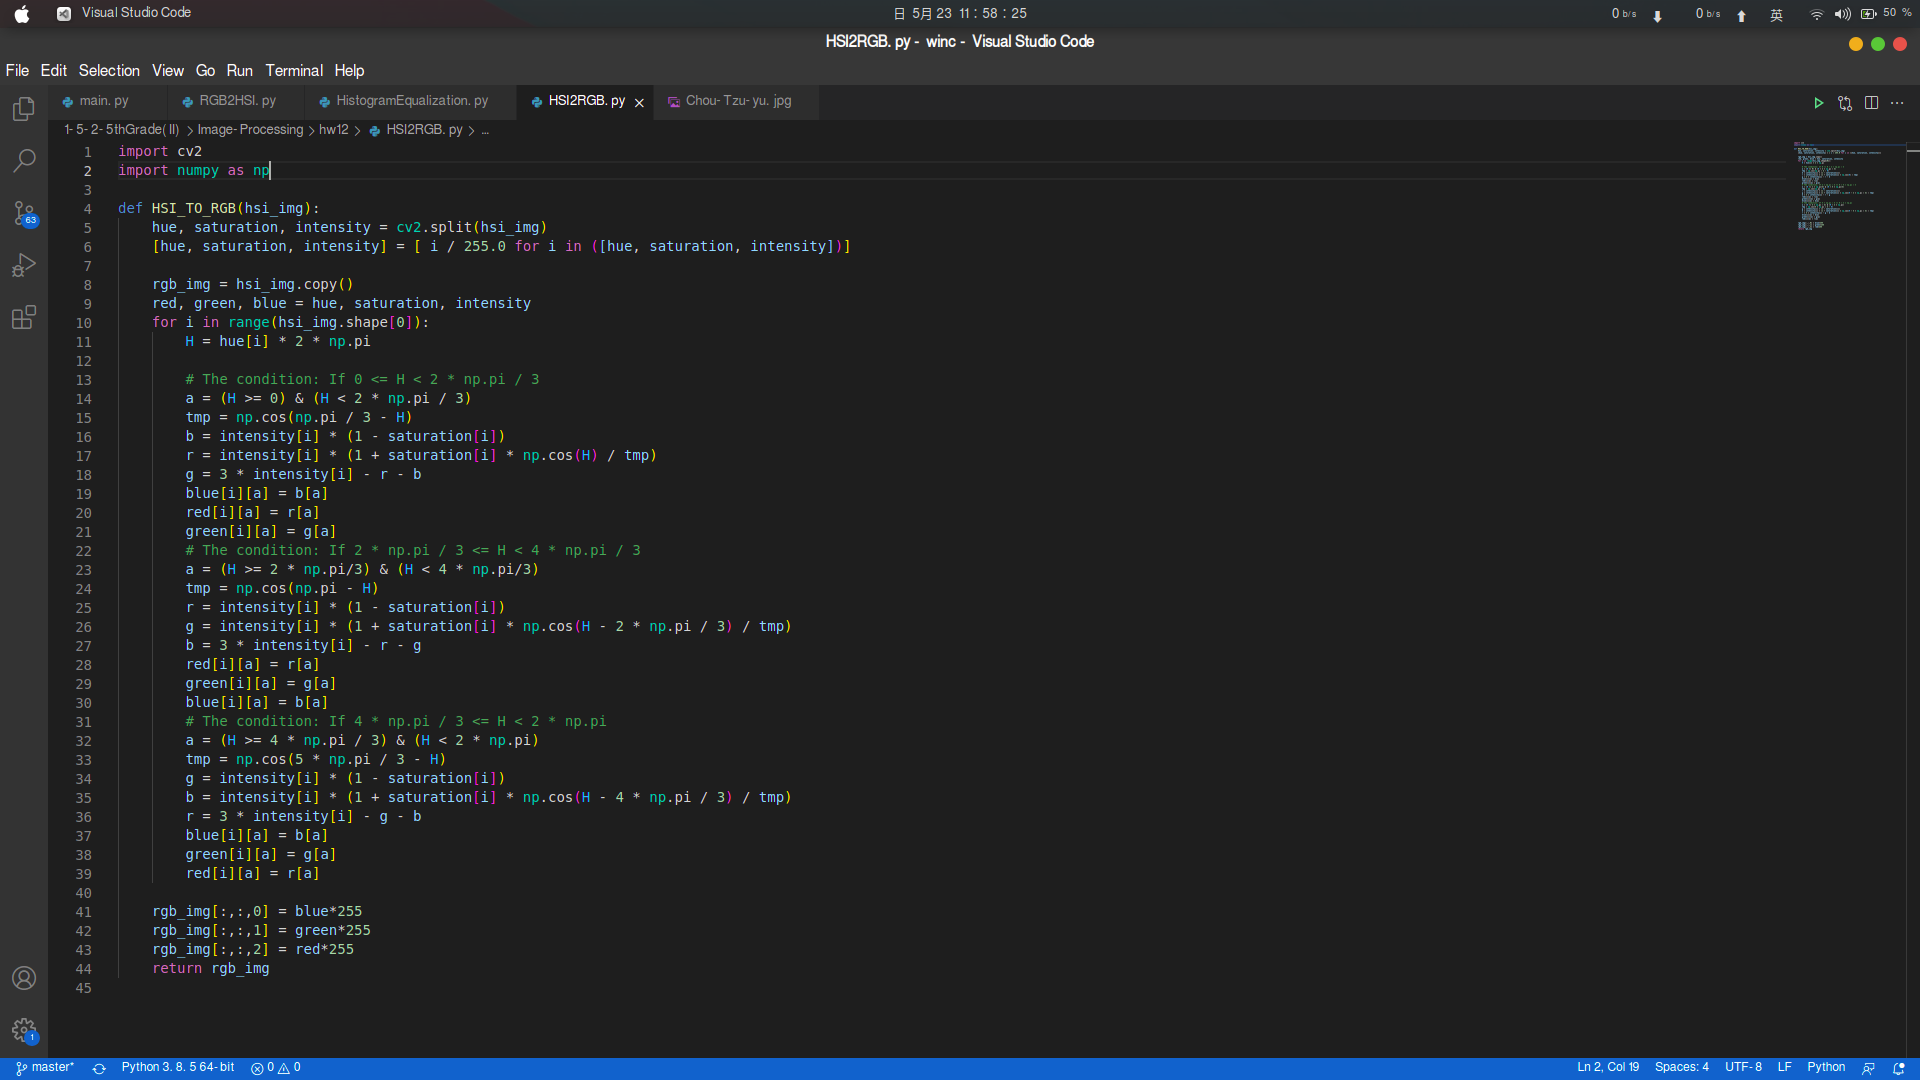 Visual Studio Code
日 5月 23 11 : 58 : 25
0 b/s 0 b/s 英 50 %
HSI2RGB. py - winc - Visual Studio Code
File Edit Selection View Go Run Terminal Help
main. py RGB2HSI. py HistogramEqualization. py HSI2RGB. py Chou- Tzu- yu. jpg
1- 5- 2- 5thGrade( II) > Image- Processing > hw12 > HSI2RGB. py > ...
1 import cv2
2 import numpy as np
3
4 def HSI_TO_RGB(hsi_img):
5 hue, saturation, intensity = cv2.split(hsi_img)
6 [hue, saturation, intensity] = [ i / 255.0 for i in ([hue, saturation, intensity])]
7
8 rgb_img = hsi_img.copy()
9 red, green, blue = hue, saturation, intensity
10 for i in range(hsi_img.shape[0]):
11 H = hue[i] * 2 * np.pi
12
13 # The condition: If 0 <= H < 2 * np.pi / 3
14 a = (H >= 0) & (H < 2 * np.pi / 3)
15 tmp = np.cos(np.pi / 3 - H)
16 b = intensity[i] * (1 - saturation[i])
17 r = intensity[i] * (1 + saturation[i] * np.cos(H) / tmp)
18 g = 3 * intensity[i] - r - b
19 blue[i][a] = b[a]
20 red[i][a] = r[a]
21 green[i][a] = g[a]
22 # The condition: If 2 * np.pi / 3 <= H < 4 * np.pi / 3
23 a = (H >= 2 * np.pi/3) & (H < 4 * np.pi/3)
24 tmp = np.cos(np.pi - H)
25 r = intensity[i] * (1 - saturation[i])
26 g = intensity[i] * (1 + saturation[i] * np.cos(H - 2 * np.pi / 3) / tmp)
27 b = 3 * intensity[i] - r - g
28 red[i][a] = r[a]
29 green[i][a] = g[a]
30 blue[i][a] = b[a]
31 # The condition: If 4 * np.pi / 3 <= H < 2 * np.pi
32 a = (H >= 4 * np.pi / 3) & (H < 2 * np.pi)
33 tmp = np.cos(5 * np.pi / 3 - H)
34 g = intensity[i] * (1 - saturation[i])
35 b = intensity[i] * (1 + saturation[i] * np.cos(H - 4 * np.pi / 3) / tmp)
36 r = 3 * intensity[i] - g - b
37 blue[i][a] = b[a]
38 green[i][a] = g[a]
39 red[i][a] = r[a]
40
41 rgb_img[:,:,0] = blue*255
42 rgb_img[:,:,1] = green*255
43 rgb_img[:,:,2] = red*255
44 return rgb_img
45
63
1
master* Python 3. 8. 5 64- bit 0 0 Ln 2, Col 19 Spaces: 4 UTF- 8 LF Python